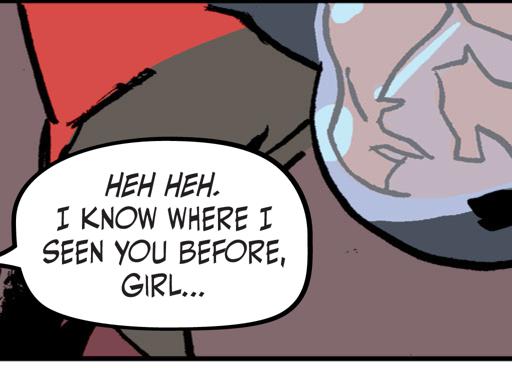 HEH HEH.
I KNOW WHERE I
SEEN YOU BEFORE,
GIRL...